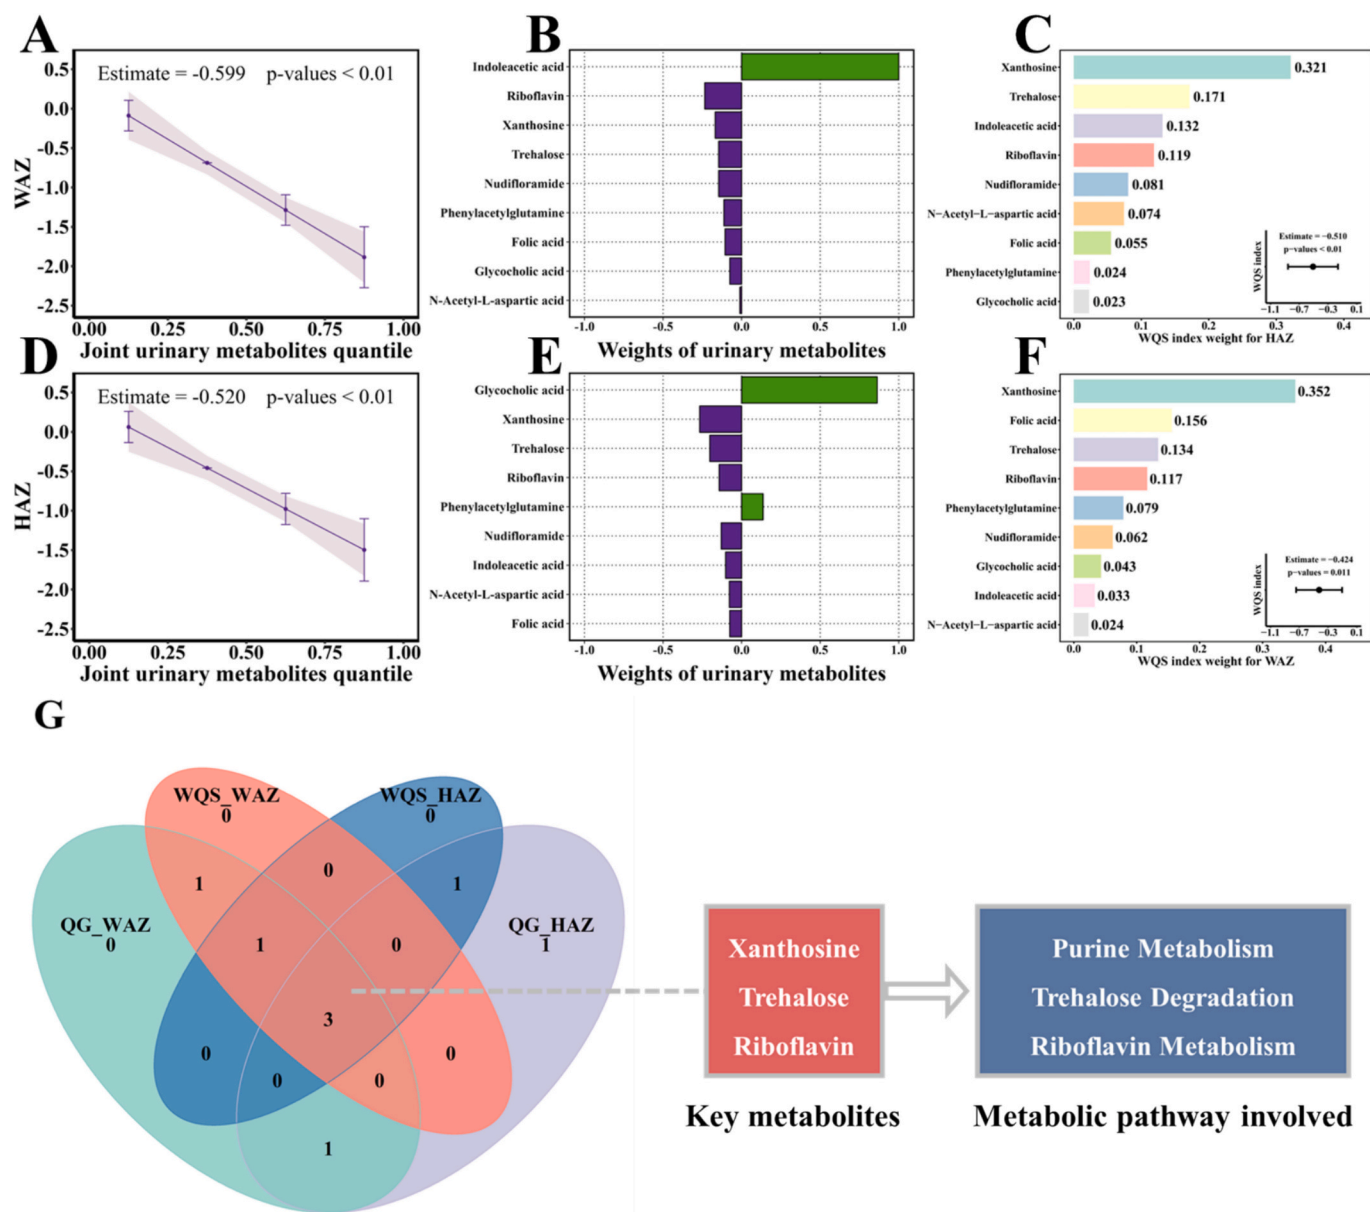 A
Estimate = -0.599 p-values < 0.01
WAZ
0.5
0.0
-0.5
-1.0
-1.5
-2.0
-2.5
0.00 0.25 0.50 0.75 1.00
Joint urinary metabolites quantile
B
Indoleacetic acid
Riboflavin
Xanthosine
Trehalose
Nudifloramide
Phenylacetylglutamine
Folic acid
Glycocholic acid
N-Acetyl-L-aspartic acid
-1.0 -0.5 0.0 0.5 1.0
Weights of urinary metabolites
C
Xanthosine 0.321
Trehalose 0.171
Indoleacetic acid 0.132
Riboflavin 0.119
Nudifloramide 0.081
N−Acetyl−L−aspartic acid 0.074
Folic acid 0.055
Phenylacetylglutamine 0.024
Glycocholic acid 0.023
Estimate = −0.510
p−values < 0.01
WQS index
−1.1 −0.7 −0.3 0.1
0.0 0.1 0.2 0.3 0.4
WQS index weight for HAZ
D
Estimate = -0.520 p-values < 0.01
HAZ
0.5
0.0
-0.5
-1.0
-1.5
-2.0
-2.5
0.00 0.25 0.50 0.75 1.00
Joint urinary metabolites quantile
E
Glycocholic acid
Xanthosine
Trehalose
Riboflavin
Phenylacetylglutamine
Nudifloramide
Indoleacetic acid
N-Acetyl-L-aspartic acid
Folic acid
-1.0 -0.5 0.0 0.5 1.0
Weights of urinary metabolites
F
Xanthosine 0.352
Folic acid 0.156
Trehalose 0.134
Riboflavin 0.117
Phenylacetylglutamine 0.079
Nudifloramide 0.062
Glycocholic acid 0.043
Indoleacetic acid 0.033
N−Acetyl−L−aspartic acid 0.024
Estimate = −0.424
p−values = 0.011
WQS index
−1.1 −0.7 −0.3 0.1
0.0 0.1 0.2 0.3 0.4
WQS index weight for WAZ
G
WQS_WAZ
0
WQS_HAZ
0
QG_WAZ
0
QG_HAZ
1
0
1
1
1
0
3
0
0
0
0
1
Xanthosine
Trehalose
Riboflavin
Key metabolites
Purine Metabolism
Trehalose Degradation
Riboflavin Metabolism
Metabolic pathway involved